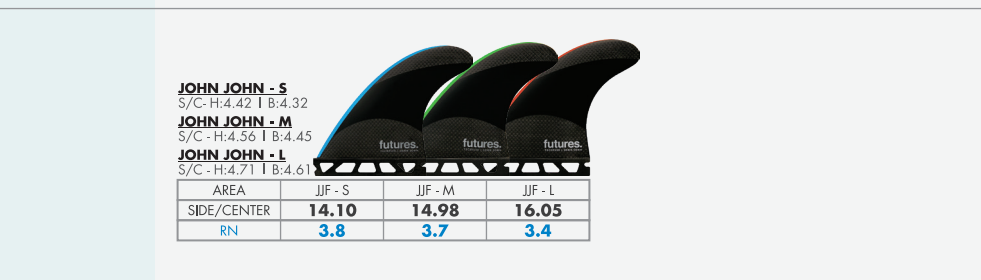 JOHN JOHN - S
S/C- H:4.42 | B:4.32
JOHN JOHN - M
S/C - H:4.56 | B:4.45
JOHN JOHN - L
S/C - H:4.71 | B:4.61
futures. futures. futures.
AREA JJF - S JJF - M JJF - L
SIDE/CENTER 14.10 14.98 16.05
RN 3.8 3.7 3.4